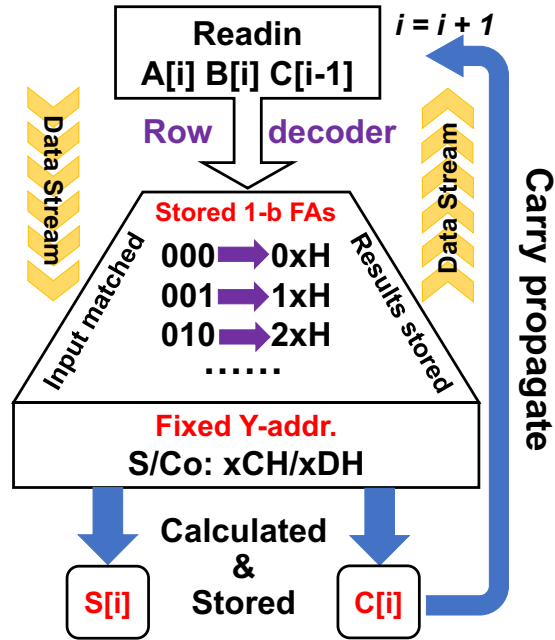 Readin
A[i] B[i] C[i-1]
i = i + 1
Row decoder
Data Stream
Data Stream
Stored 1-b FAs
000 0xH
001 1xH
010 2xH
......
Input matched
Results stored
Carry propagate
Fixed Y-addr.
S/Co: xCH/xDH
Calculated
&
Stored
S[i]
C[i]